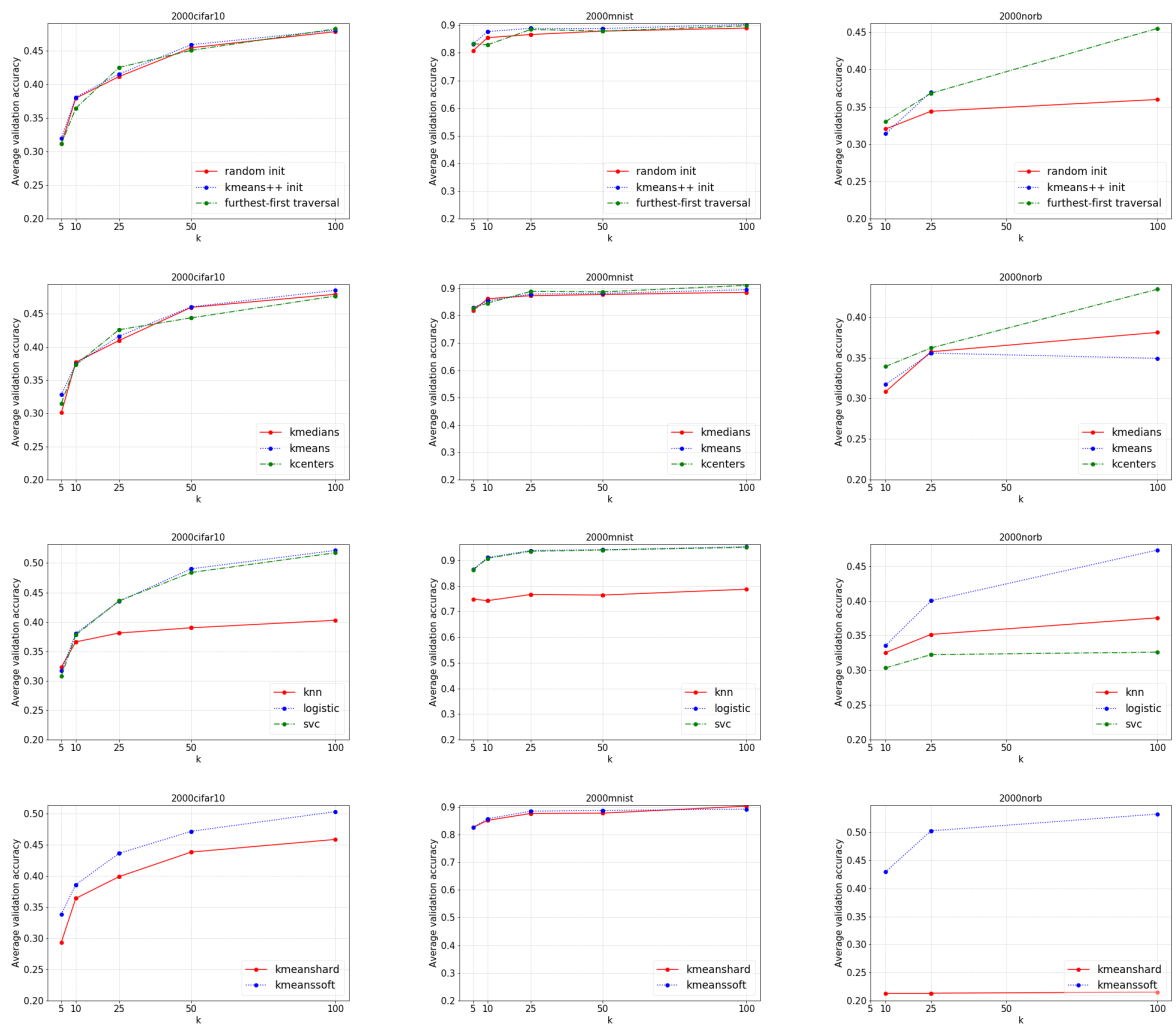 2000cifar10
Average validation accuracy
0.45
0.40
0.35
0.30
0.25
0.20
random init
kmeans++ init
furthest-first traversal
5 10 25 50 100
k
2000mnist
Average validation accuracy
0.9
0.8
0.7
0.6
0.5
0.4
0.3
0.2
random init
kmeans++ init
furthest-first traversal
5 10 25 50 100
k
2000norb
Average validation accuracy
0.45
0.40
0.35
0.30
0.25
0.20
random init
kmeans++ init
furthest-first traversal
5 10 25 50 100
k
2000cifar10
Average validation accuracy
0.45
0.40
0.35
0.30
0.25
0.20
kmedians
kmeans
kcenters
5 10 25 50 100
k
2000mnist
Average validation accuracy
0.9
0.8
0.7
0.6
0.5
0.4
0.3
0.2
kmedians
kmeans
kcenters
5 10 25 50 100
k
2000norb
Average validation accuracy
0.40
0.35
0.30
0.25
0.20
kmedians
kmeans
kcenters
5 10 25 50 100
k
2000cifar10
Average validation accuracy
0.50
0.45
0.40
0.35
0.30
0.25
0.20
knn
logistic
svc
5 10 25 50 100
k
2000mnist
Average validation accuracy
0.9
0.8
0.7
0.6
0.5
0.4
0.3
0.2
knn
logistic
svc
5 10 25 50 100
k
2000norb
Average validation accuracy
0.45
0.40
0.35
0.30
0.25
0.20
knn
logistic
svc
5 10 25 50 100
k
2000cifar10
Average validation accuracy
0.50
0.45
0.40
0.35
0.30
0.25
0.20
kmeanshard
kmeanssoft
5 10 25 50 100
k
2000mnist
Average validation accuracy
0.9
0.8
0.7
0.6
0.5
0.4
0.3
0.2
kmeanshard
kmeanssoft
5 10 25 50 100
k
2000norb
Average validation accuracy
0.50
0.45
0.40
0.35
0.30
0.25
0.20
kmeanshard
kmeanssoft
5 10 25 50 100
k